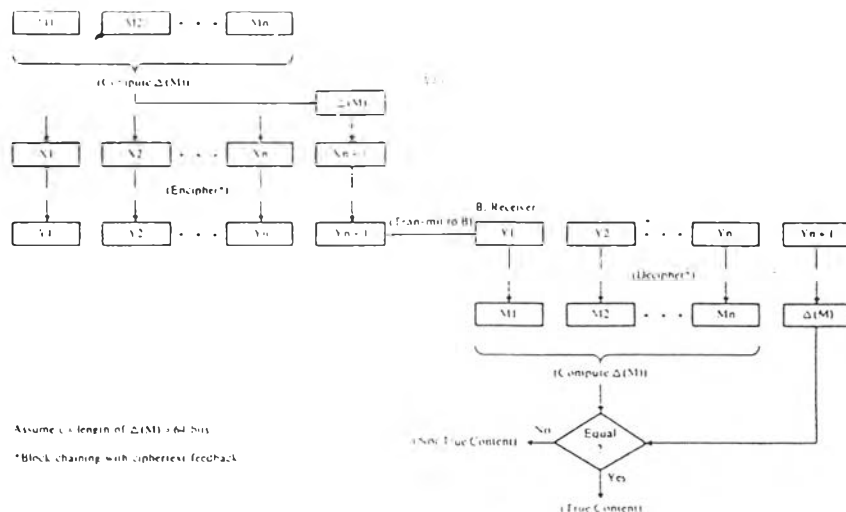 M2 . . . Mn
(Compute Δ(M))
Δ(M)
X1 X2 . . . Xn Xn + 1
(Encipher*)
B. Receiver
Y1 Y2 . . . Yn Yn + 1
(Transmit to B)
Y1 Y2 . . . Yn Yn + 1
(Decipher*)
M1 M2 . . . Mn Δ(M)
(Compute Δ(M))
Assume length of Δ(M) 64 bits
*Block chaining with ciphertext feedback
No
Equal
?
(Not True Content)
Yes
(True Content)